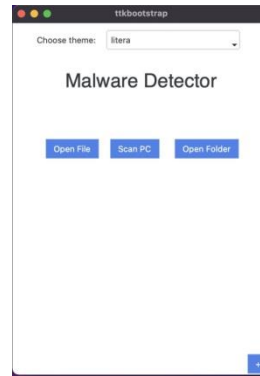 ttkbootstrap
Choose theme: litera
Malware Detector
Open File Scan PC Open Folder